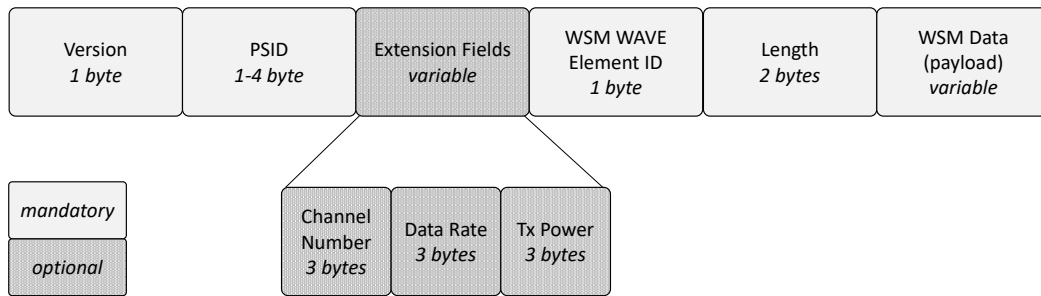 Version
1 byte
PSID
1-4 byte
Extension Fields
variable
WSM WAVE
Element ID
1 byte
Length
2 bytes
WSM Data
(payload)
variable
mandatory
optional
Channel
Number
3 bytes
Data Rate
3 bytes
Tx Power
3 bytes